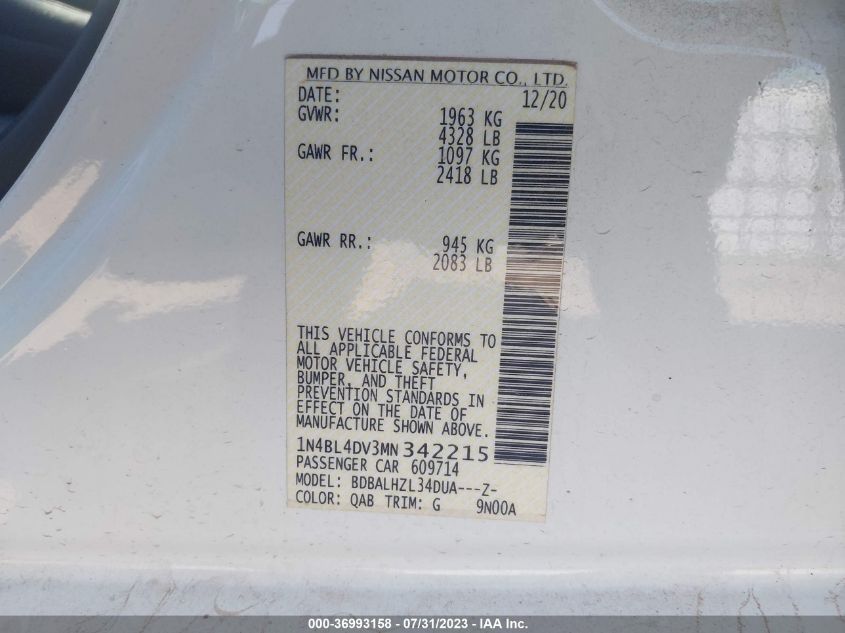 MFD BY NISSAN MOTOR CO., LTD.
DATE: 12/20
GVWR: 1963 KG
4328 LB
GAWR FR.: 1097 KG
2418 LB
GAWR RR.: 945 KG
2083 LB
THIS VEHICLE CONFORMS TO
ALL APPLICABLE FEDERAL
MOTOR VEHICLE SAFETY,
BUMPER, AND THEFT
PREVENTION STANDARDS IN
EFFECT ON THE DATE OF
MANUFACTURE SHOWN ABOVE.
1N4BL4DV3MN342215
PASSENGER CAR 609714
MODEL: BDBALHZL34DUA---Z-
COLOR: QAB TRIM: G 9N00A
000-36993158 - 07/31/2023 - IAA Inc.